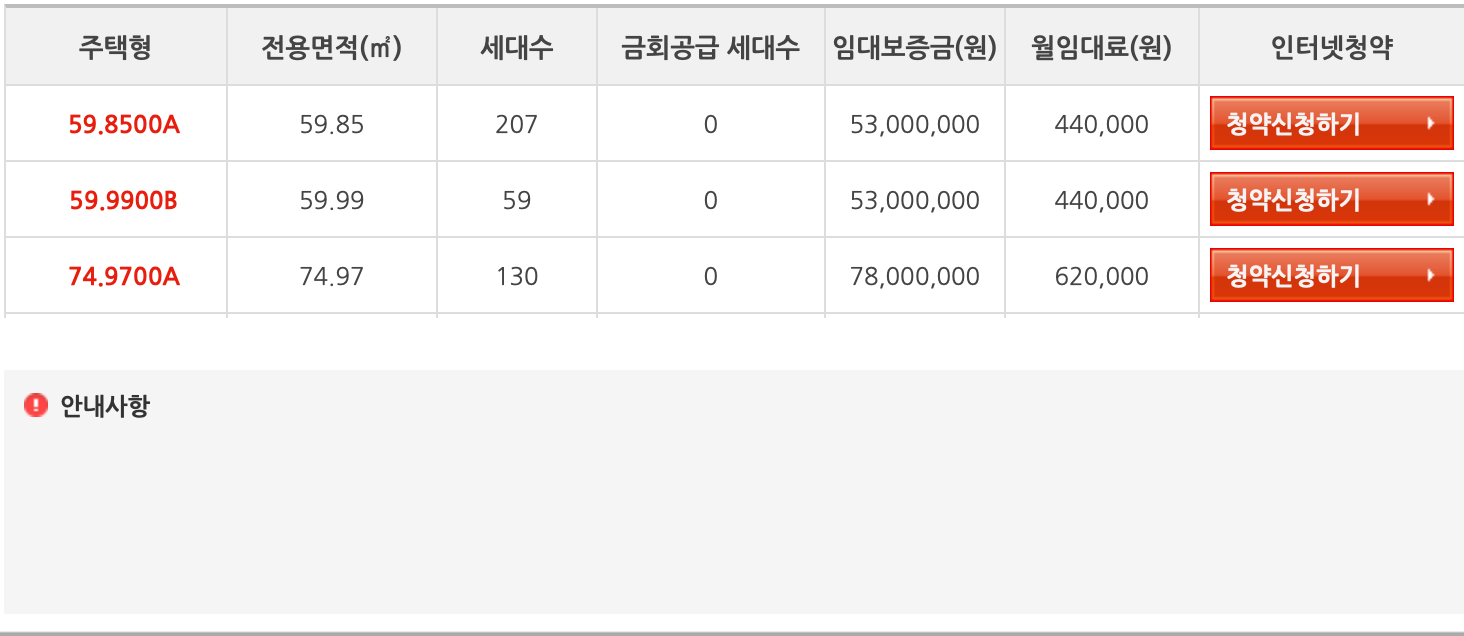 주택형 전용면적(㎡) 세대수 금회공급 세대수 임대보증금(원) 월임대료(원) 인터넷청약
59.8500A 59.85 207 0 53,000,000 440,000 청약신청하기
59.9900B 59.99 59 0 53,000,000 440,000 청약신청하기
74.9700A 74.97 130 0 78,000,000 620,000 청약신청하기
안내사항